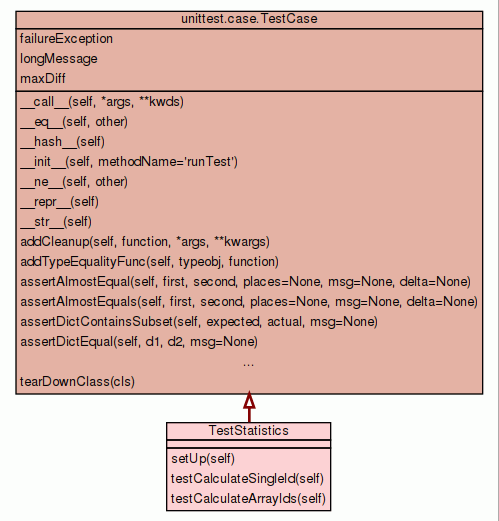 unittest.case.TestCase
failureException
longMessage
maxDiff
__call__(self, *args, **kwds)
__eq__(self, other)
__hash__(self)
__init__(self, methodName='runTest')
__ne__(self, other)
__repr__(self)
__str__(self)
addCleanup(self, function, *args, **kwargs)
addTypeEqualityFunc(self, typeobj, function)
assertAlmostEqual(self, first, second, places=None, msg=None, delta=None)
assertAlmostEquals(self, first, second, places=None, msg=None, delta=None)
assertDictContainsSubset(self, expected, actual, msg=None)
assertDictEqual(self, d1, d2, msg=None)
...
tearDownClass(cls)
TestStatistics
setUp(self)
testCalculateSingleId(self)
testCalculateArrayIds(self)